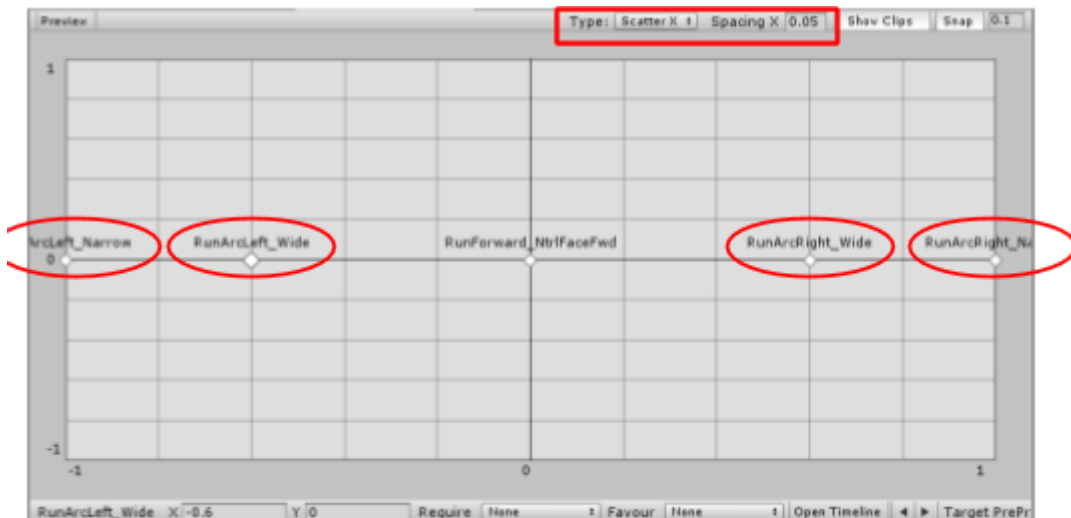 Preview Type: Scatter X Spacing X 0.05 Show Clips Snap 0.1
1
ArcLeft_Narrow RunArcLeft_Wide RunForward_NtrlFaceFwd RunArcRight_Wide RunArcRight_Na
0
-1
-1 0 1
RunArcLeft_Wide X -0.6 Y 0 Require None Favour None Open Timeline Target PrePr